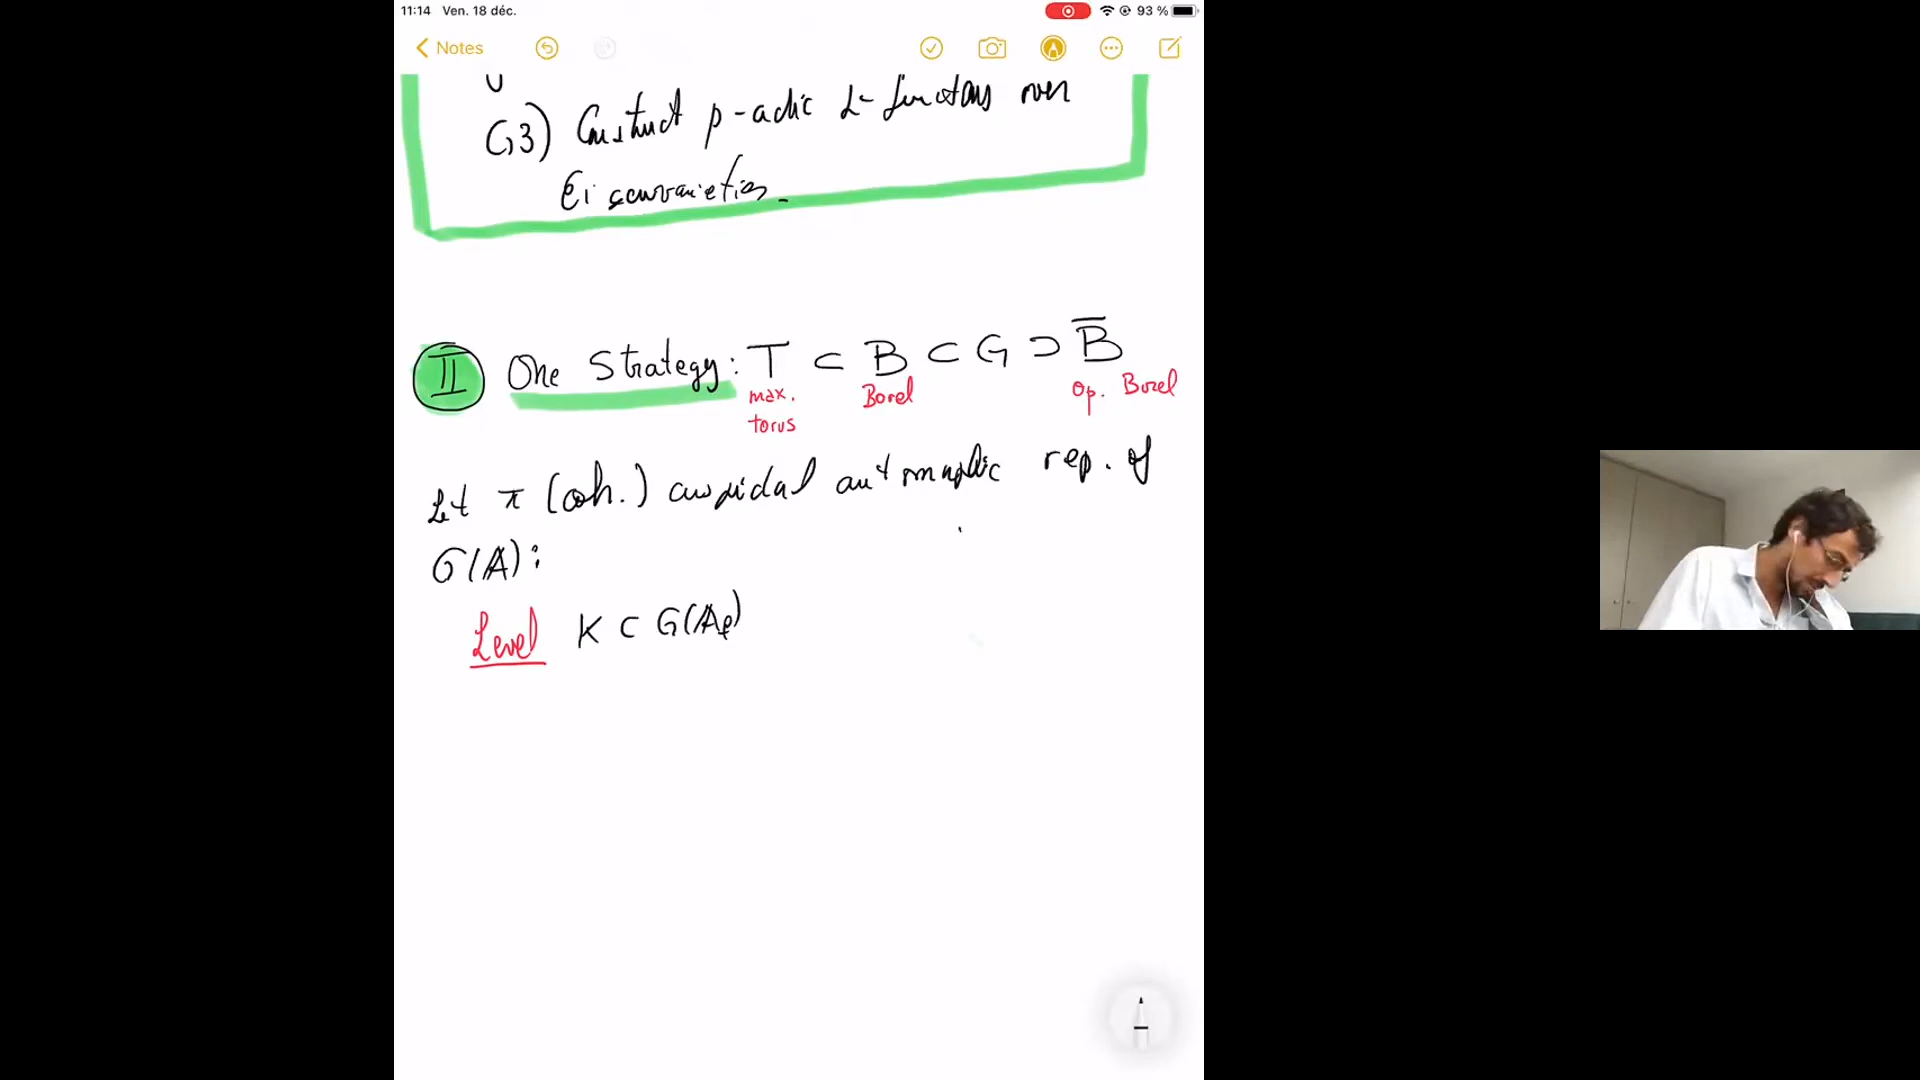 11:14 Ven. 18 déc. 93 %
Notes
G3) Construct p-adic L-functions over
Eigenvarieties.
II One Strategy: T ⊂ B ⊂ G ⊃ B̅
max. torus Borel Op. Borel
Let π (coh.) cuspidal automorphic rep. of
G(𝔸):
Level K ⊂ G(𝔸_f)